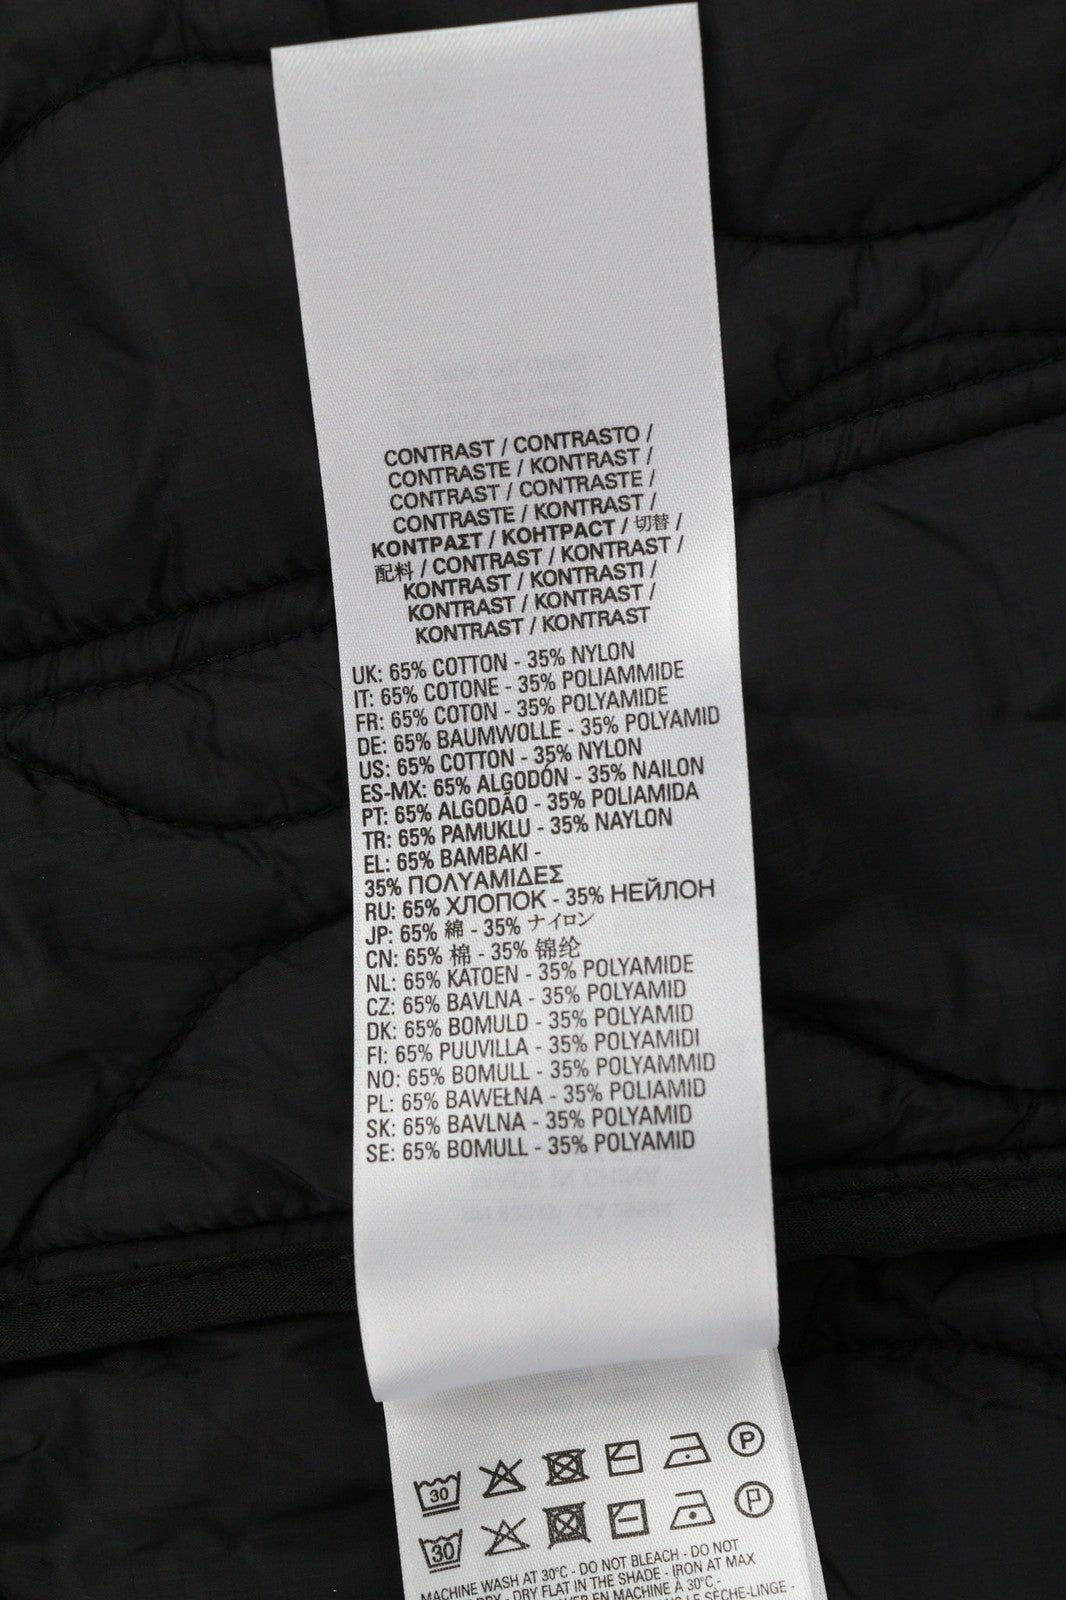 CONTRAST / CONTRASTO /
CONTRASTE / KONTRAST /
CONTRAST / CONTRASTE /
CONTRASTE / KONTRAST /
ΚΟΝΤΡΑΣΤ / КОНТРАСТ / 切替 /
配料 / CONTRAST / KONTRAST /
KONTRAST / KONTRASTI /
KONTRAST / KONTRAST /
KONTRAST / KONTRAST
UK: 65% COTTON - 35% NYLON
IT: 65% COTONE - 35% POLIAMMIDE
FR: 65% COTON - 35% POLYAMIDE
DE: 65% BAUMWOLLE - 35% POLYAMID
US: 65% COTTON - 35% NYLON
ES-MX: 65% ALGODÓN - 35% NAILON
PT: 65% ALGODÃO - 35% POLIAMIDA
TR: 65% PAMUKLU - 35% NAYLON
EL: 65% ΒΑΜΒΑΚΙ -
35% ΠΟΛΥΑΜΙΔΕΣ
RU: 65% ХЛОПОК - 35% НЕЙЛОН
JP: 65% 綿 - 35% ナイロン
CN: 65% 棉 - 35% 锦纶
NL: 65% KATOEN - 35% POLYAMIDE
CZ: 65% BAVLNA - 35% POLYAMID
DK: 65% BOMULD - 35% POLYAMID
FI: 65% PUUVILLA - 35% POLYAMIDI
NO: 65% BOMULL - 35% POLYAMMID
PL: 65% BAWEŁNA - 35% POLIAMID
SK: 65% BAVLNA - 35% POLYAMID
SE: 65% BOMULL - 35% POLYAMID
30 P
30 P
MACHINE WASH AT 30°C - DO NOT BLEACH - DO NOT
DRY - DRY FLAT IN THE SHADE - IRON AT MAX
EN MACHINE À 30°C -
LE SÈCHE-LINGE -